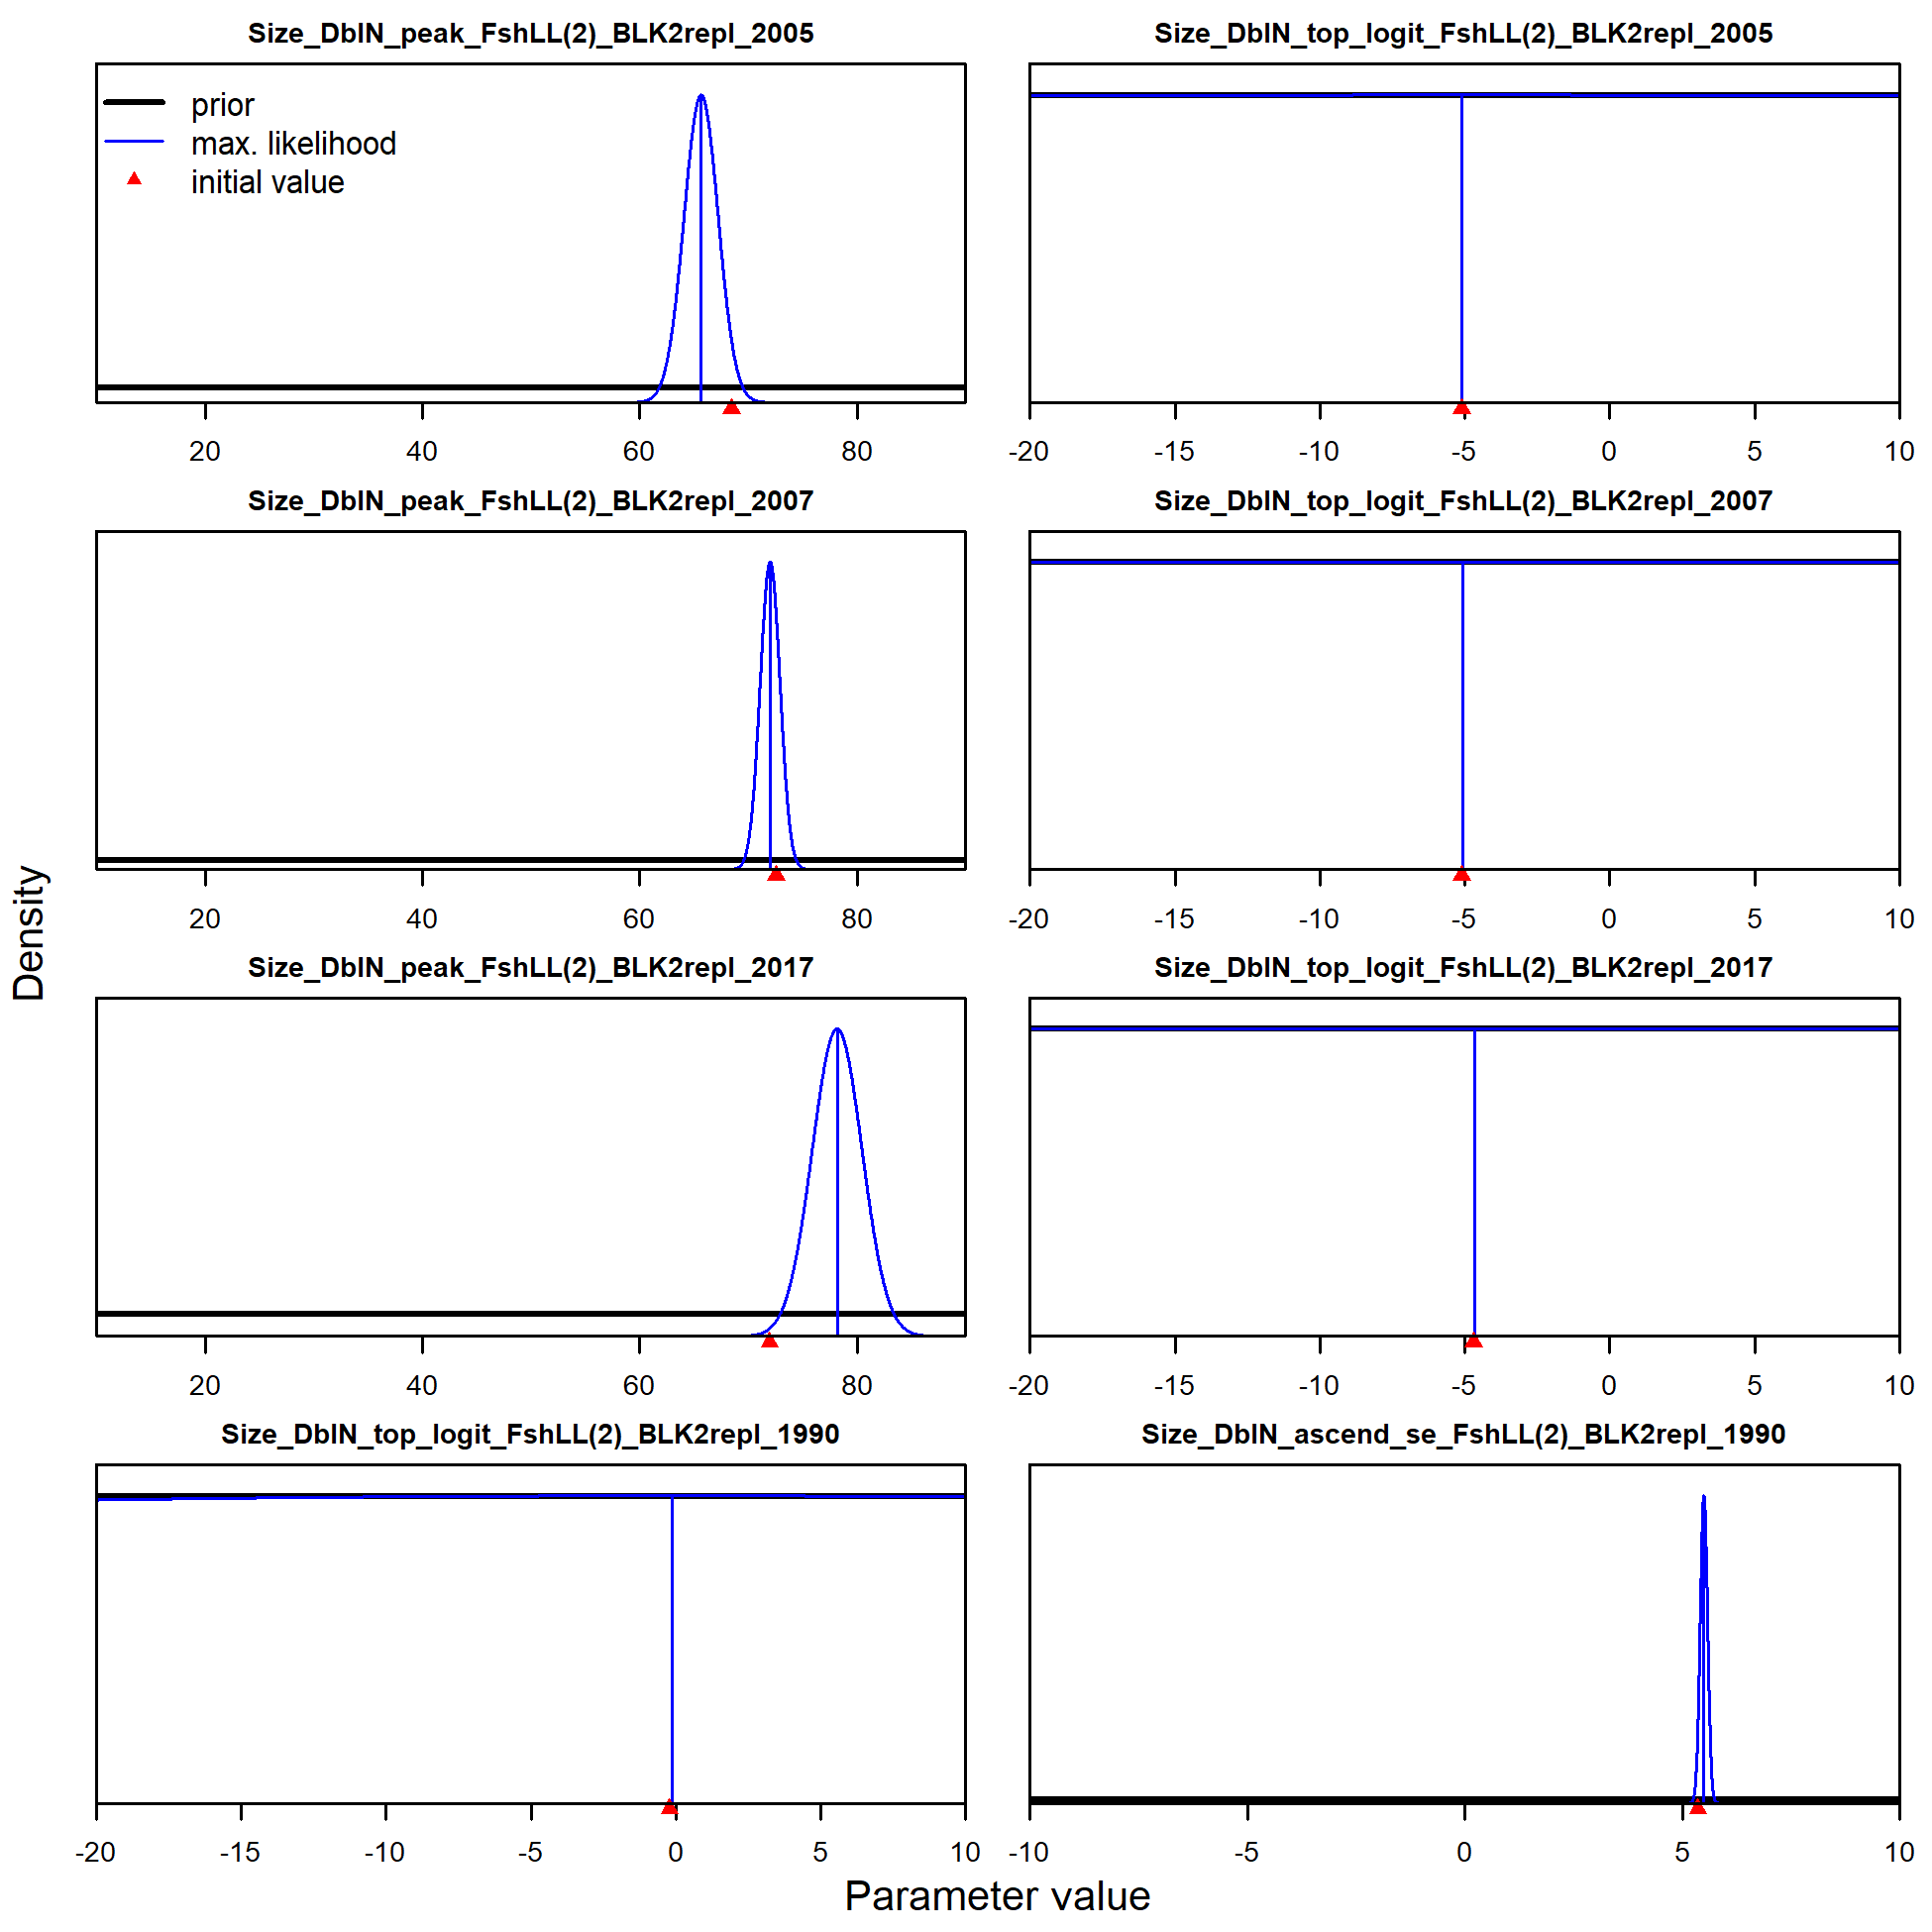 Size_DblN_peak_FshLL(2)_BLK2repl_2005
prior
max. likelihood
initial value
20 40 60 80
Size_DblN_top_logit_FshLL(2)_BLK2repl_2005
-20 -15 -10 -5 0 5 10
Size_DblN_peak_FshLL(2)_BLK2repl_2007
20 40 60 80
Size_DblN_top_logit_FshLL(2)_BLK2repl_2007
-20 -15 -10 -5 0 5 10
Density
Size_DblN_peak_FshLL(2)_BLK2repl_2017
20 40 60 80
Size_DblN_top_logit_FshLL(2)_BLK2repl_2017
-20 -15 -10 -5 0 5 10
Size_DblN_top_logit_FshLL(2)_BLK2repl_1990
-20 -15 -10 -5 0 5 10
Size_DblN_ascend_se_FshLL(2)_BLK2repl_1990
-10 -5 0 5 10
Parameter value